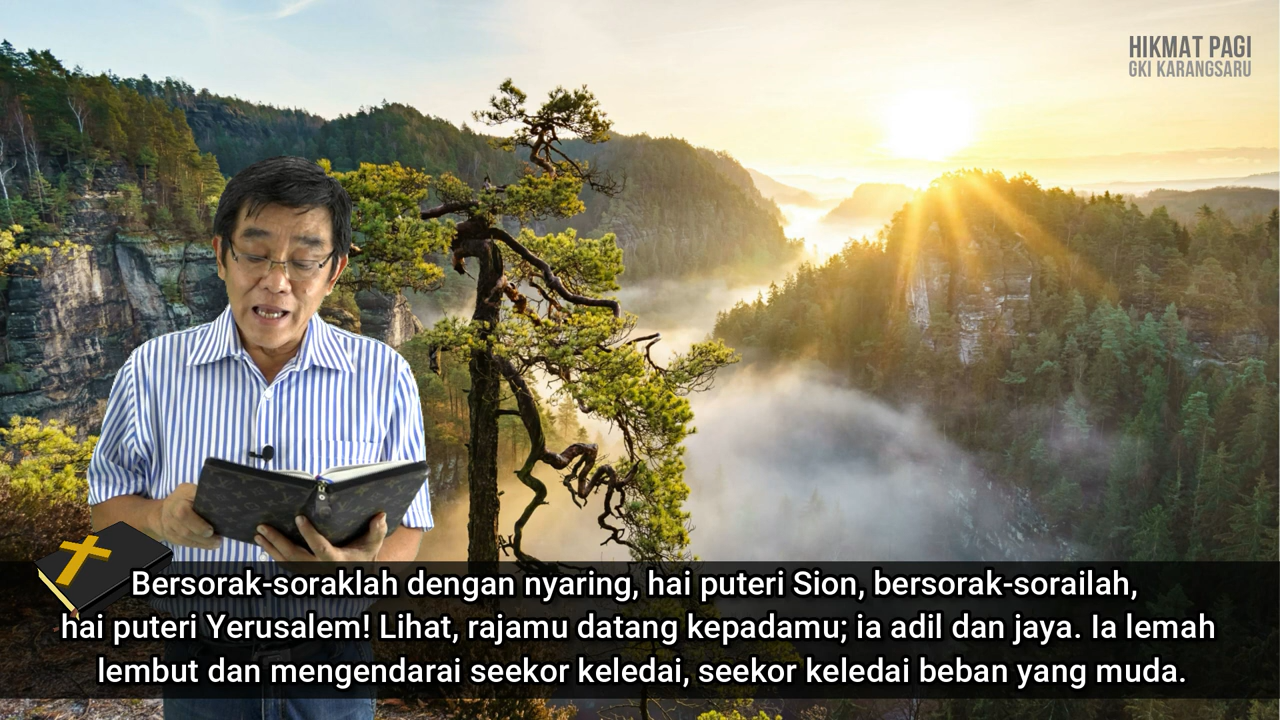 HIKMAT PAGI
GKI KARANGSARU
Bersorak-soraklah dengan nyaring, hai puteri Sion, bersorak-sorailah,
hai puteri Yerusalem! Lihat, rajamu datang kepadamu; ia adil dan jaya. Ia lemah
lembut dan mengendarai seekor keledai, seekor keledai beban yang muda.